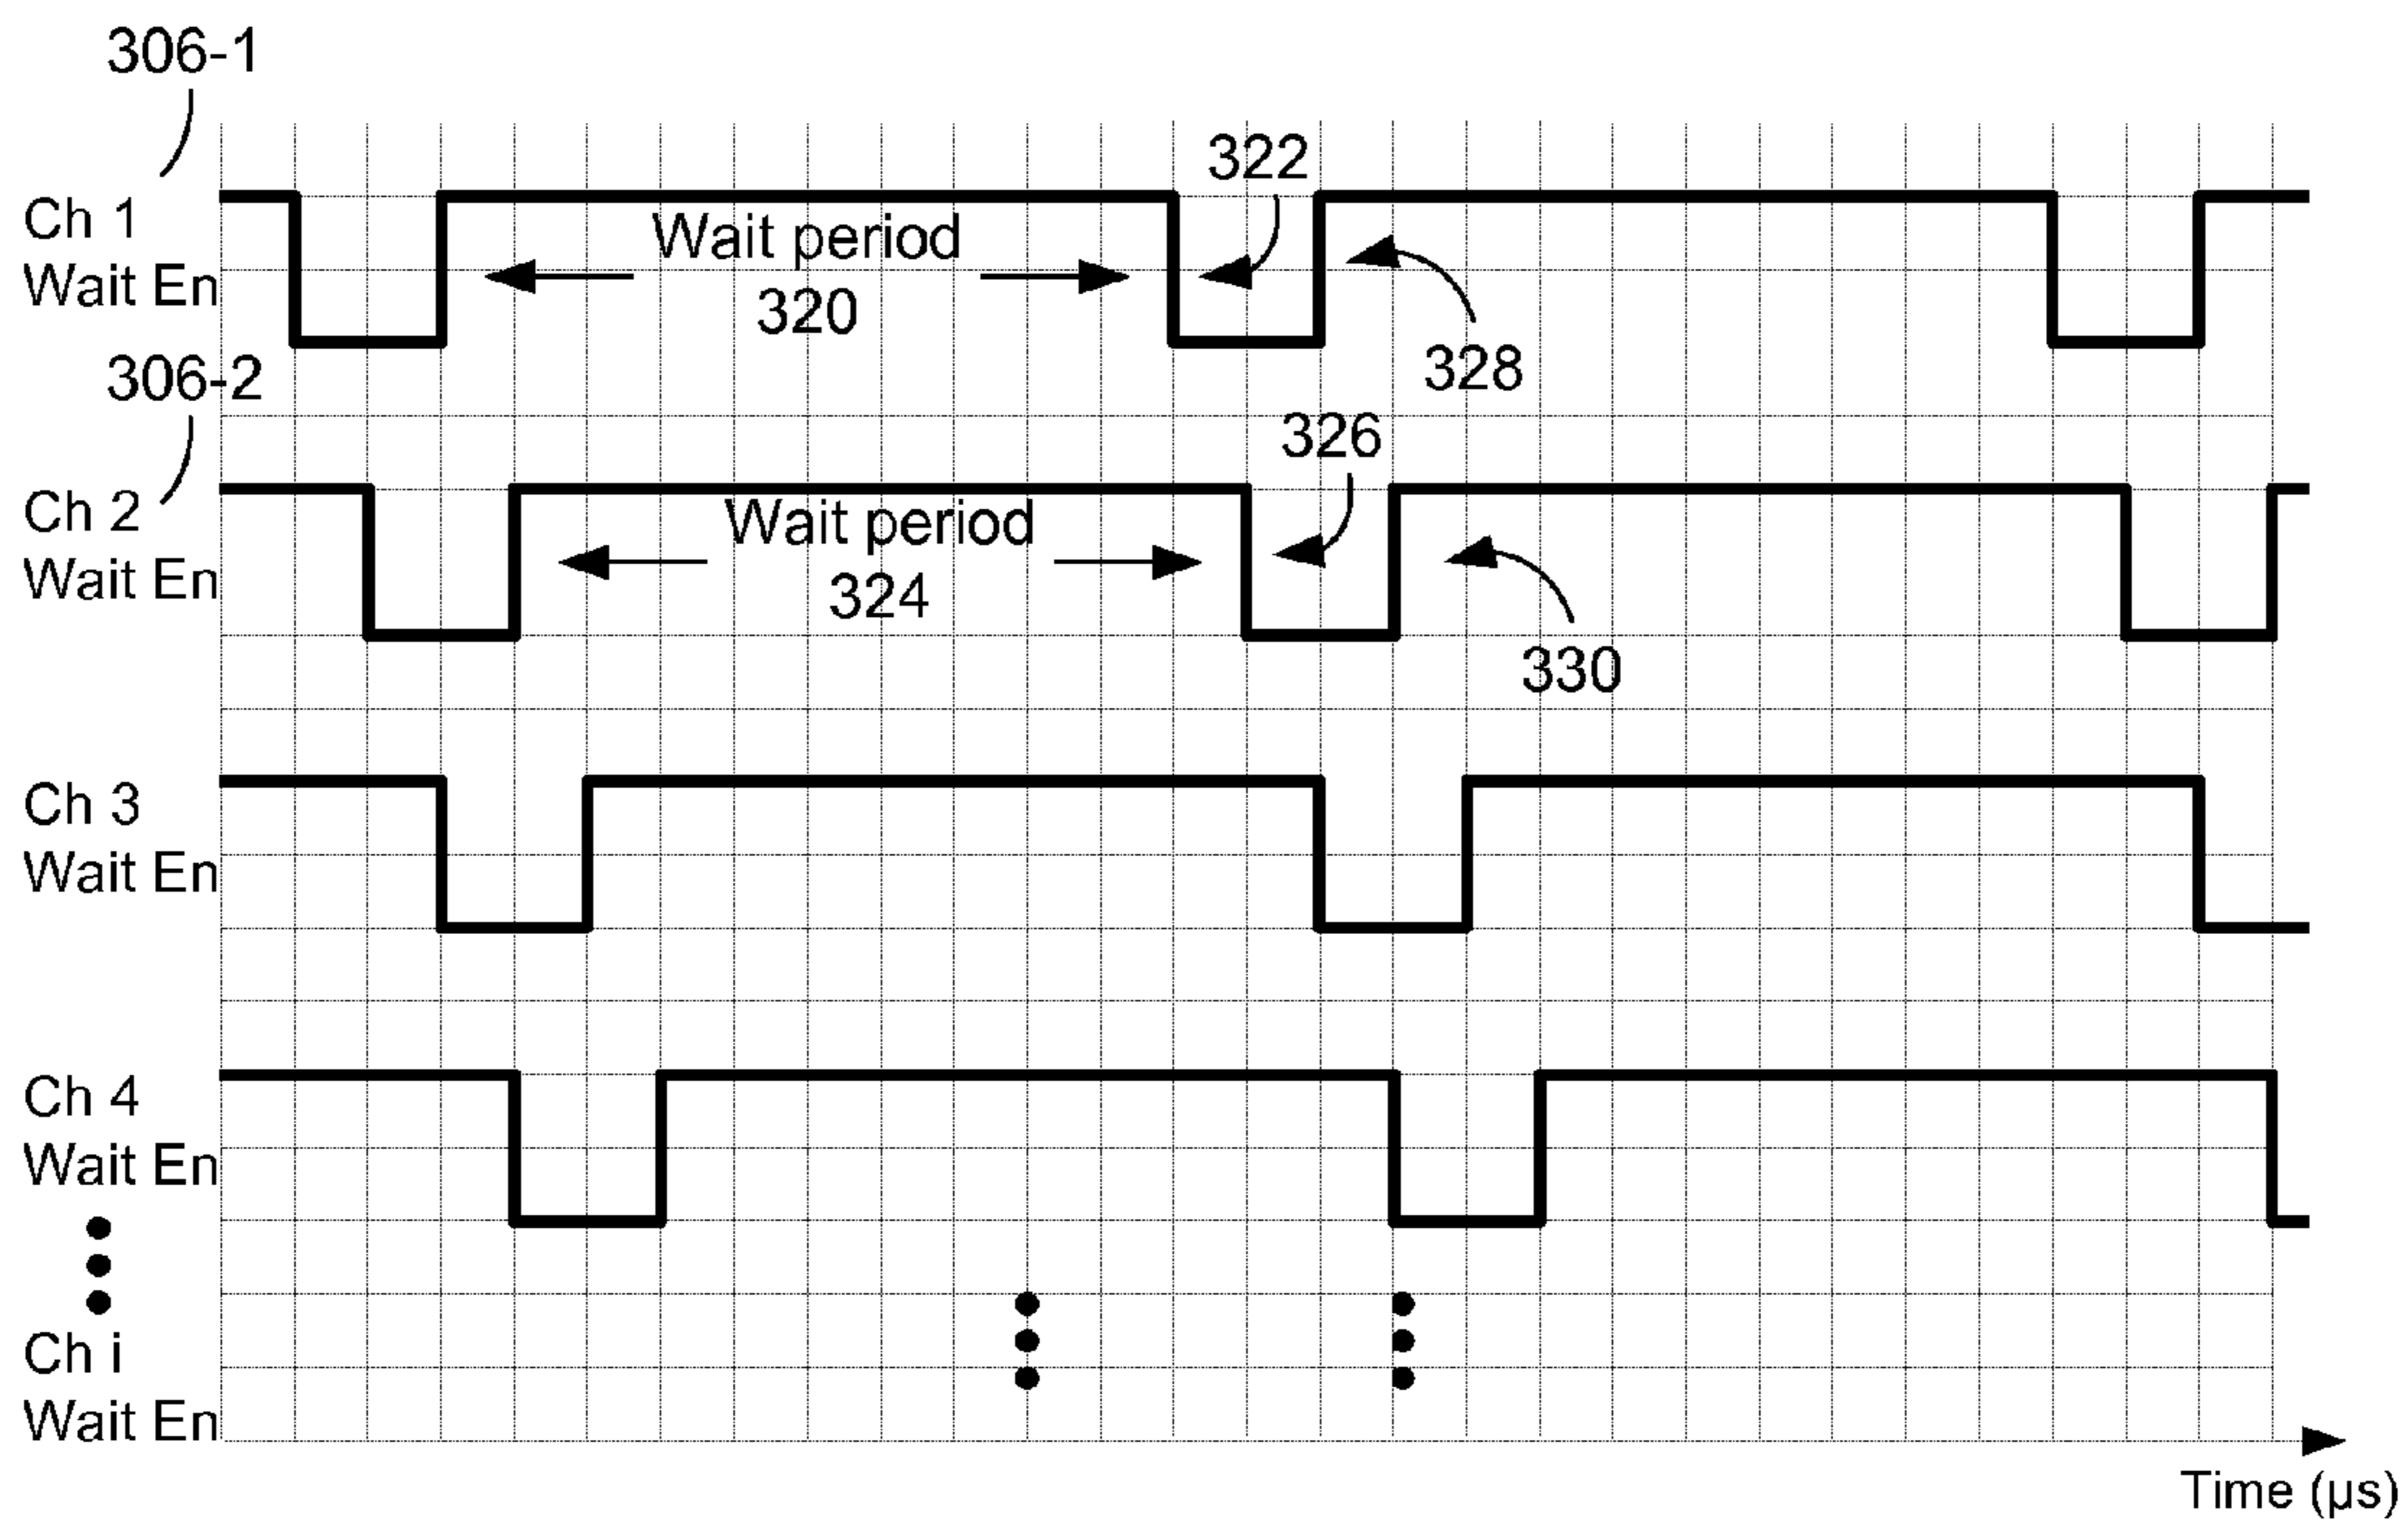 306-1
322
Ch 1
Wait En
Wait period
320
328
306-2
326
Ch 2
Wait En
Wait period
324
330
Ch 3
Wait En
Ch 4
Wait En
Ch i
Wait En
Time (µs)